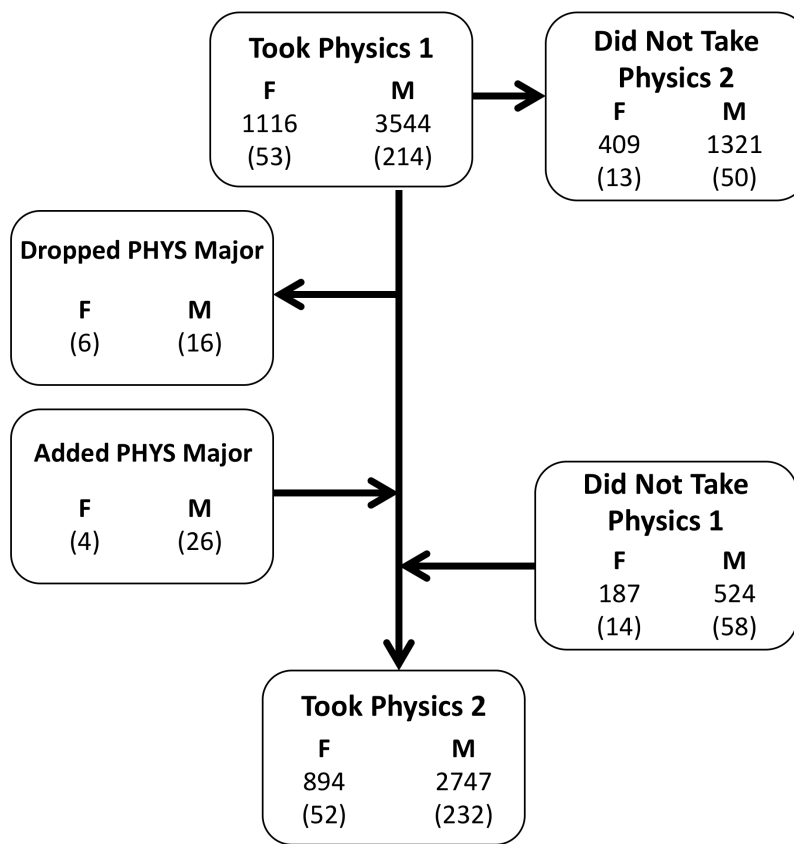 Took Physics 1
F M
1116 3544
(53) (214)
Did Not Take
Physics 2
F M
409 1321
(13) (50)
Dropped PHYS Major
F M
(6) (16)
Added PHYS Major
F M
(4) (26)
Did Not Take
Physics 1
F M
187 524
(14) (58)
Took Physics 2
F M
894 2747
(52) (232)